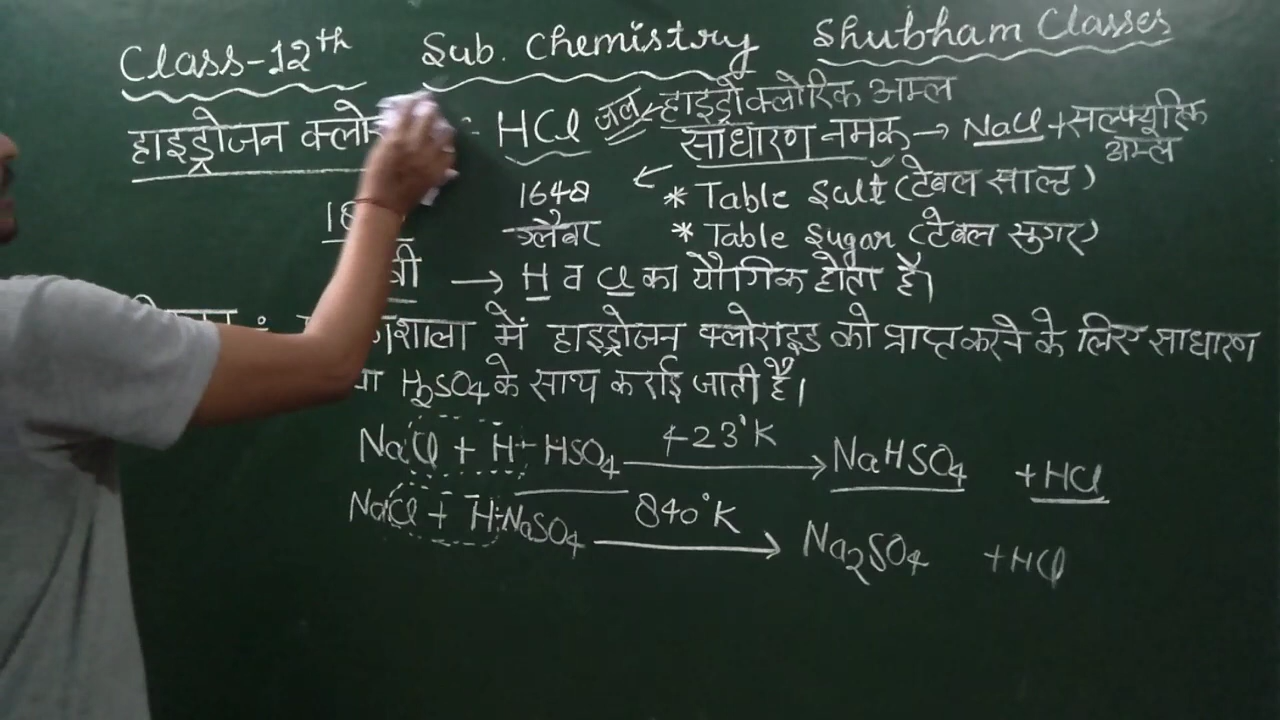 Class-12th Sub. Chemistry Shubham Classes
हाइड्रोजन क्लो :- HCl जल हाइड्रोक्लोरिक अम्ल
साधारण नमक → NaCl + सल्फ्यूरिक अम्ल
18 1648 ← * Table Salt (टेबल साल्ट)
ग्लैबर * Table Sugar (टेबल सुगर)
वी → H व Cl का यौगिक होता है।
: शाला में हाइड्रोजन क्लोराइड को प्राप्त करने के लिए साधारण
H2SO4 के साथ कराई जाती है।
NaCl + H+HSO4 423°K → NaHSO4 + HCl
NaCl + H+NaSO4 840°K → Na2SO4 + HCl